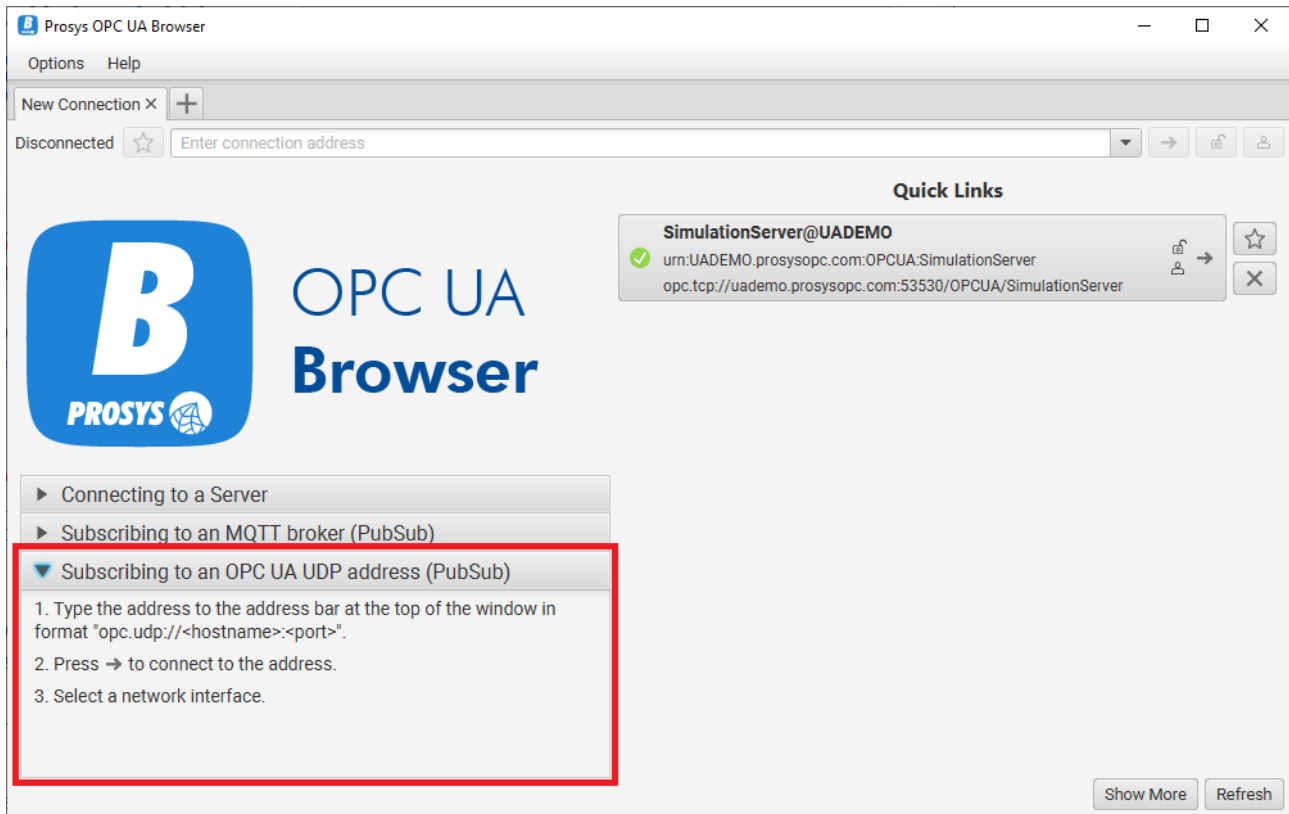 Prosys OPC UA Browser
Options Help
New Connection
Disconnected Enter connection address
Quick Links
SimulationServer@UADEMO
urn:UADEMO.prosysopc.com:OPCUA:SimulationServer
opc.tcp://uademo.prosysopc.com:53530/OPCUA/SimulationServer
B
PROSYS
OPC UA
Browser
Connecting to a Server
Subscribing to an MQTT broker (PubSub)
Subscribing to an OPC UA UDP address (PubSub)
1. Type the address to the address bar at the top of the window in
format "opc.udp://<hostname>:<port>".
2. Press → to connect to the address.
3. Select a network interface.
Show More Refresh